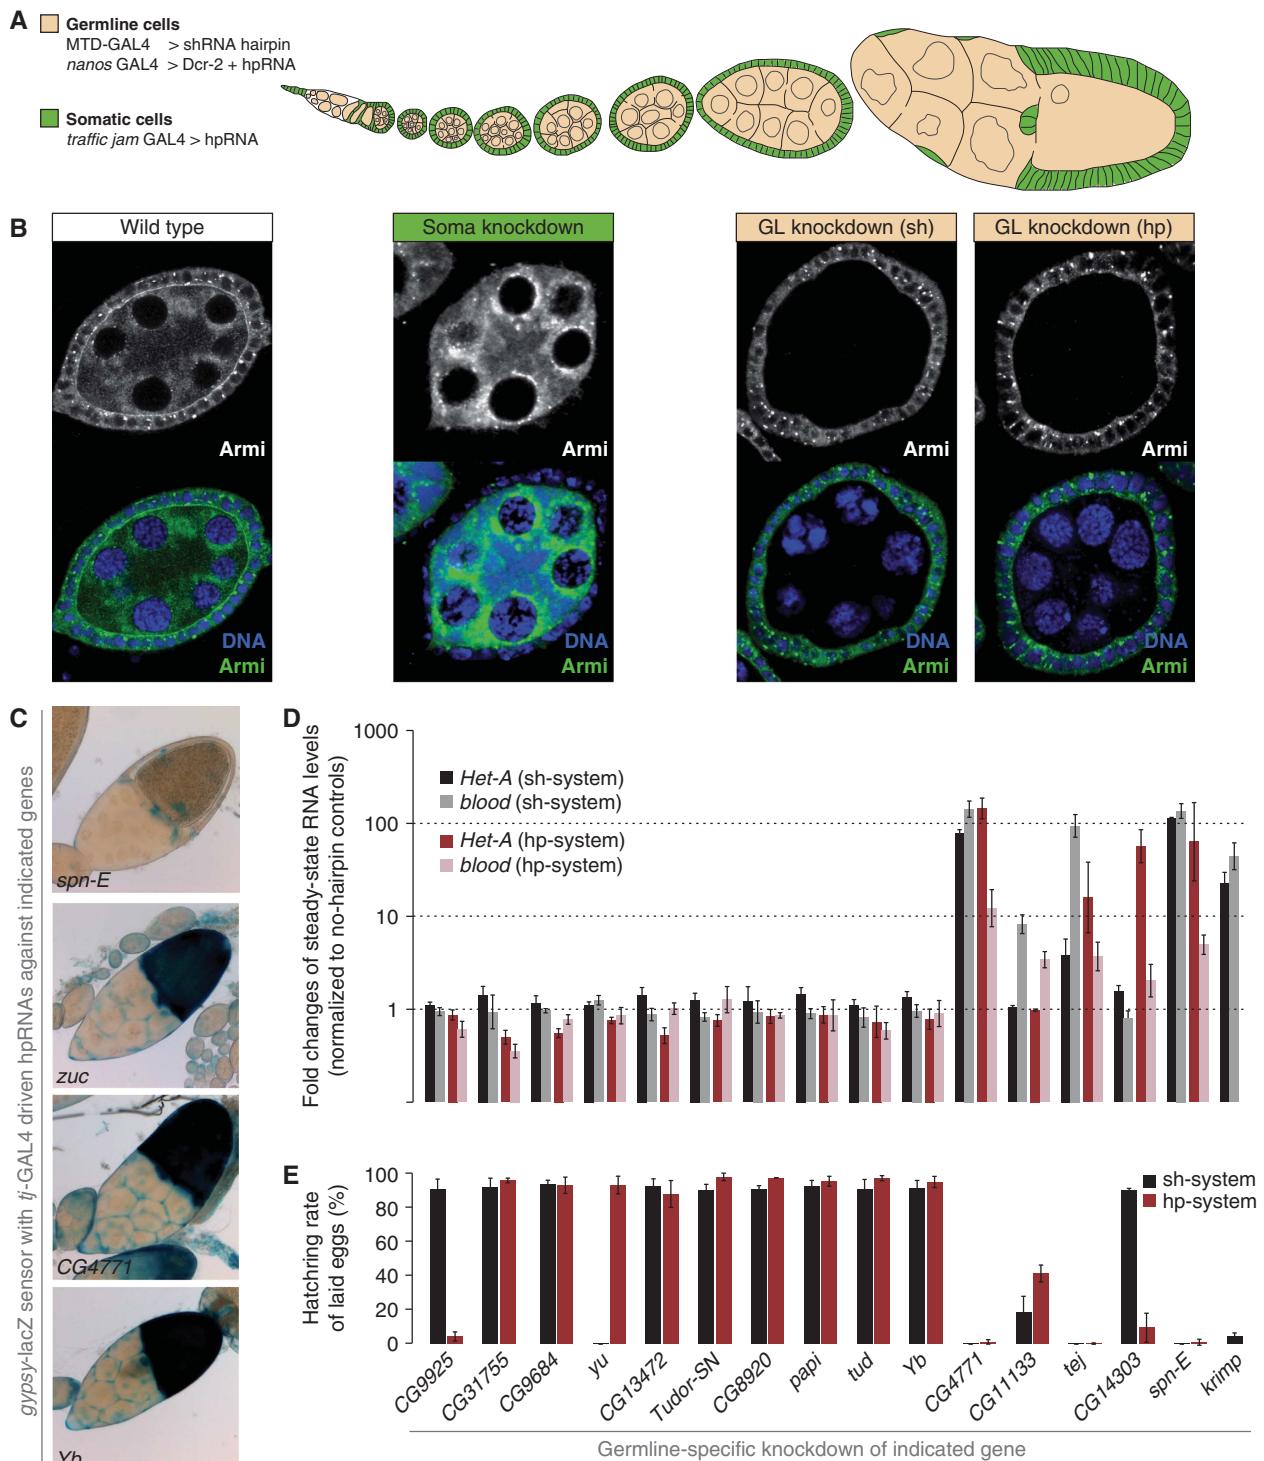 A
Germline cells
MTD-GAL4 > shRNA hairpin
nanos GAL4 > Dcr-2 + hpRNA
Somatic cells
traffic jam GAL4 > hpRNA
B
Wild type
Soma knockdown
GL knockdown (sh)
GL knockdown (hp)
Armi
Armi
Armi
Armi
DNA
Armi
DNA
Armi
DNA
Armi
DNA
Armi
C
gypsy-lacZ sensor with tj-GAL4 driven hpRNAs against indicated genes
spn-E
zuc
CG4771
Yb
D
Fold changes of steady-state RNA levels
(normalized to no-hairpin controls)
1000
100
10
1
Het-A (sh-system)
blood (sh-system)
Het-A (hp-system)
blood (hp-system)
E
Hatchring rate
of laid eggs (%)
100
80
60
40
20
0
sh-system
hp-system
CG9925
CG31755
CG9684
yu
CG13472
Tudor-SN
CG8920
papi
tud
Yb
CG4771
CG11133
tej
CG14303
spn-E
krimp
Germline-specific knockdown of indicated gene